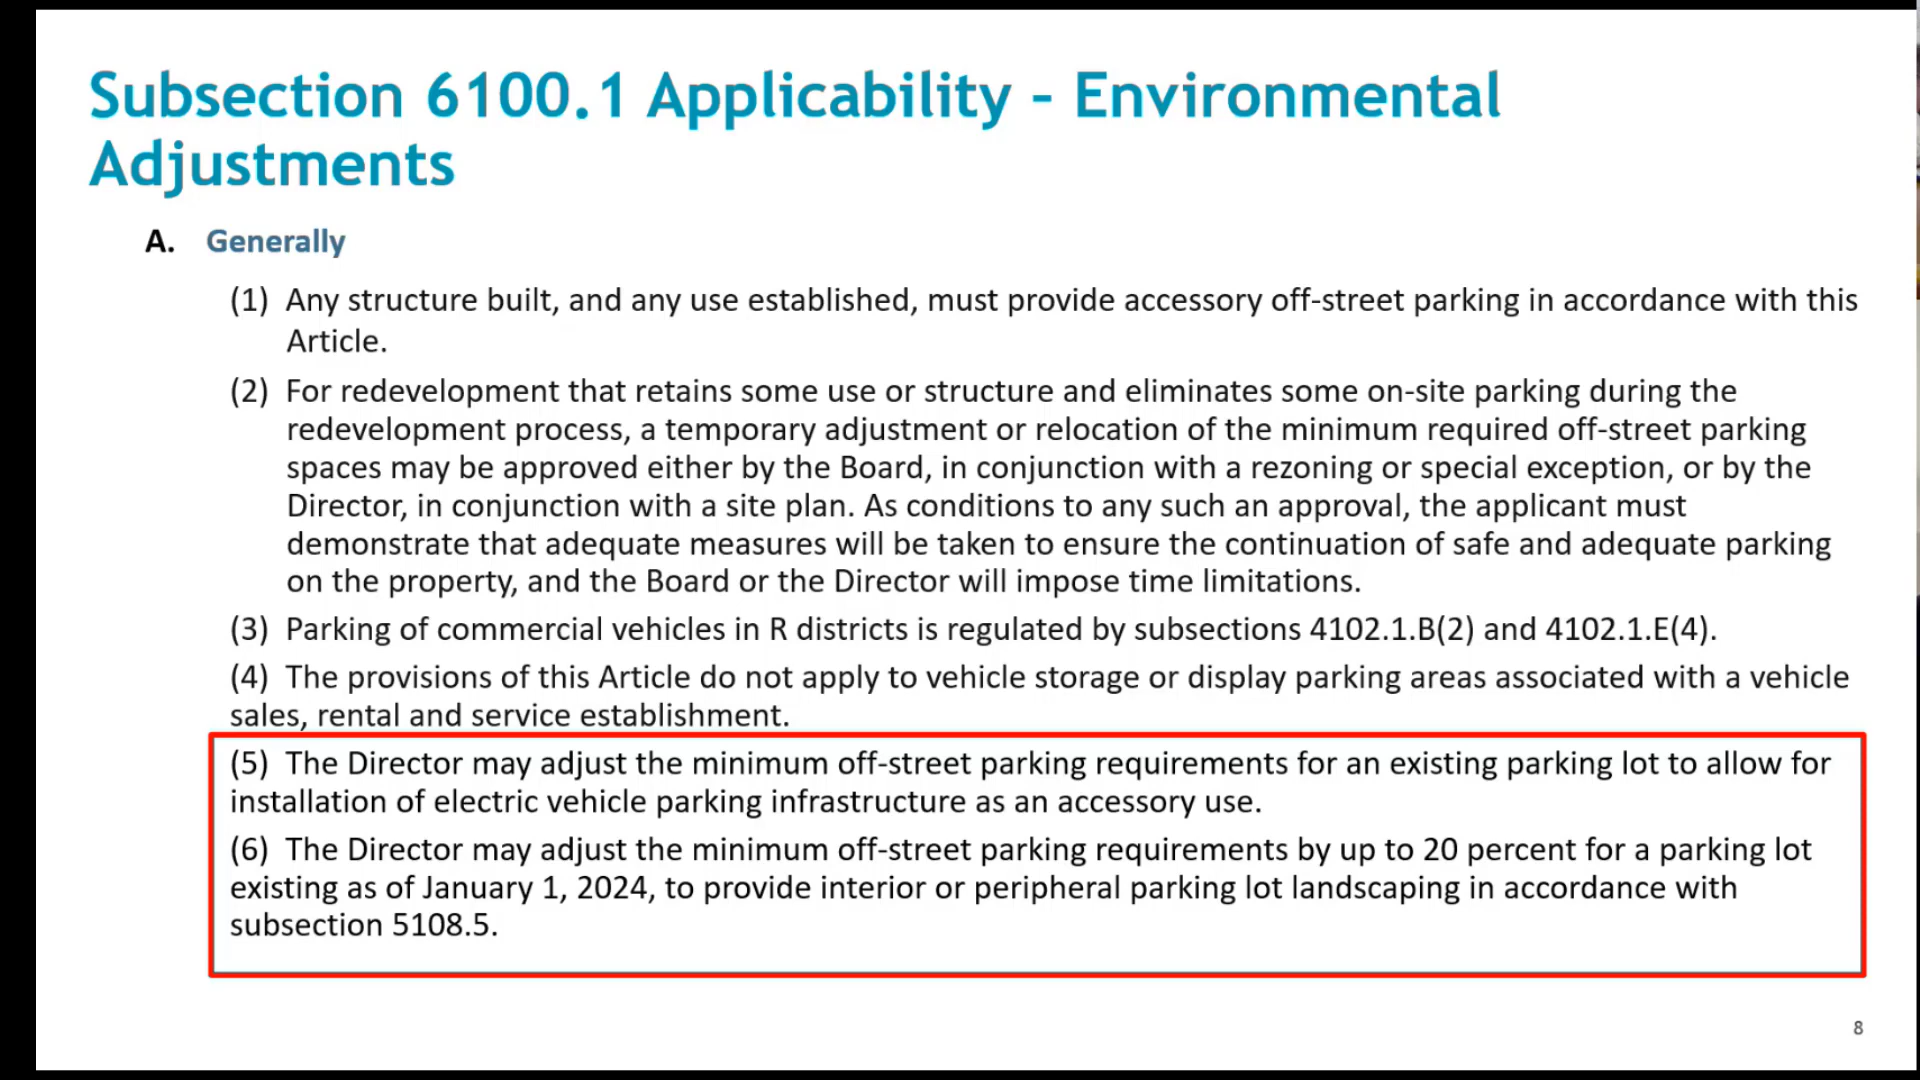 Subsection 6100.1 Applicability – Environmental
Adjustments
A. Generally
(1) Any structure built, and any use established, must provide accessory off-street parking in accordance with this
Article.
(2) For redevelopment that retains some use or structure and eliminates some on-site parking during the
redevelopment process, a temporary adjustment or relocation of the minimum required off-street parking
spaces may be approved either by the Board, in conjunction with a rezoning or special exception, or by the
Director, in conjunction with a site plan. As conditions to any such an approval, the applicant must
demonstrate that adequate measures will be taken to ensure the continuation of safe and adequate parking
on the property, and the Board or the Director will impose time limitations.
(3) Parking of commercial vehicles in R districts is regulated by subsections 4102.1.B(2) and 4102.1.E(4).
(4) The provisions of this Article do not apply to vehicle storage or display parking areas associated with a vehicle
sales, rental and service establishment.
(5) The Director may adjust the minimum off-street parking requirements for an existing parking lot to allow for
installation of electric vehicle parking infrastructure as an accessory use.
(6) The Director may adjust the minimum off-street parking requirements by up to 20 percent for a parking lot
existing as of January 1, 2024, to provide interior or peripheral parking lot landscaping in accordance with
subsection 5108.5.
8